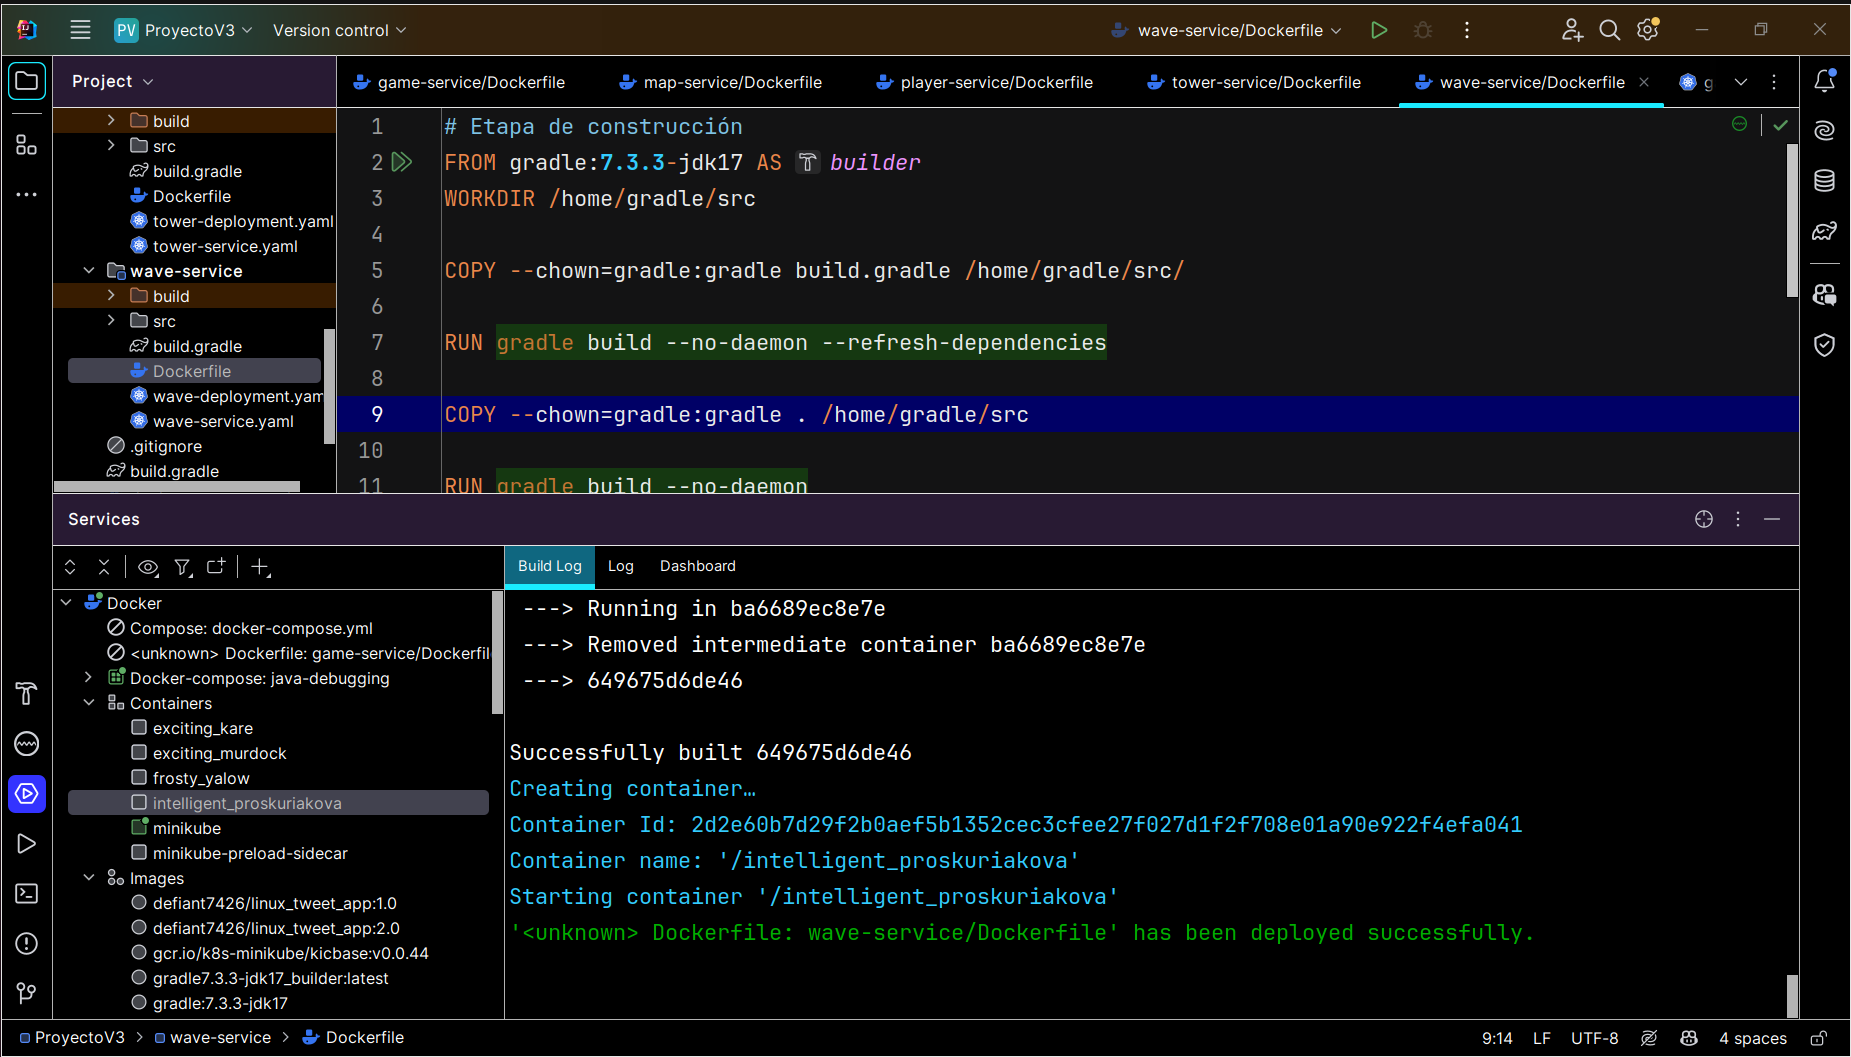 PV ProyectoV3 Version control wave-service/Dockerfile
Project
game-service/Dockerfile map-service/Dockerfile player-service/Dockerfile tower-service/Dockerfile wave-service/Dockerfile g
build
src
build.gradle
Dockerfile
tower-deployment.yaml
tower-service.yaml
wave-service
build
src
build.gradle
Dockerfile
wave-deployment.yam
wave-service.yaml
.gitignore
build.gradle
1 # Etapa de construcción
2 FROM gradle:7.3.3-jdk17 AS builder
3 WORKDIR /home/gradle/src
4
5 COPY --chown=gradle:gradle build.gradle /home/gradle/src/
6
7 RUN gradle build --no-daemon --refresh-dependencies
8
9 COPY --chown=gradle:gradle . /home/gradle/src
10
11 RUN gradle build --no-daemon
Services
Docker
Compose: docker-compose.yml
<unknown> Dockerfile: game-service/Dockerfil
Docker-compose: java-debugging
Containers
exciting_kare
exciting_murdock
frosty_yalow
intelligent_proskuriakova
minikube
minikube-preload-sidecar
Images
defiant7426/linux_tweet_app:1.0
defiant7426/linux_tweet_app:2.0
gcr.io/k8s-minikube/kicbase:v0.0.44
gradle7.3.3-jdk17_builder:latest
gradle:7.3.3-jdk17
Build Log Log Dashboard
---> Running in ba6689ec8e7e
---> Removed intermediate container ba6689ec8e7e
---> 649675d6de46
Successfully built 649675d6de46
Creating container…
Container Id: 2d2e60b7d29f2b0aef5b1352cec3cfee27f027d1f2f708e01a90e922f4efa041
Container name: '/intelligent_proskuriakova'
Starting container '/intelligent_proskuriakova'
'<unknown> Dockerfile: wave-service/Dockerfile' has been deployed successfully.
ProyectoV3 > wave-service > Dockerfile
9:14 LF UTF-8 4 spaces